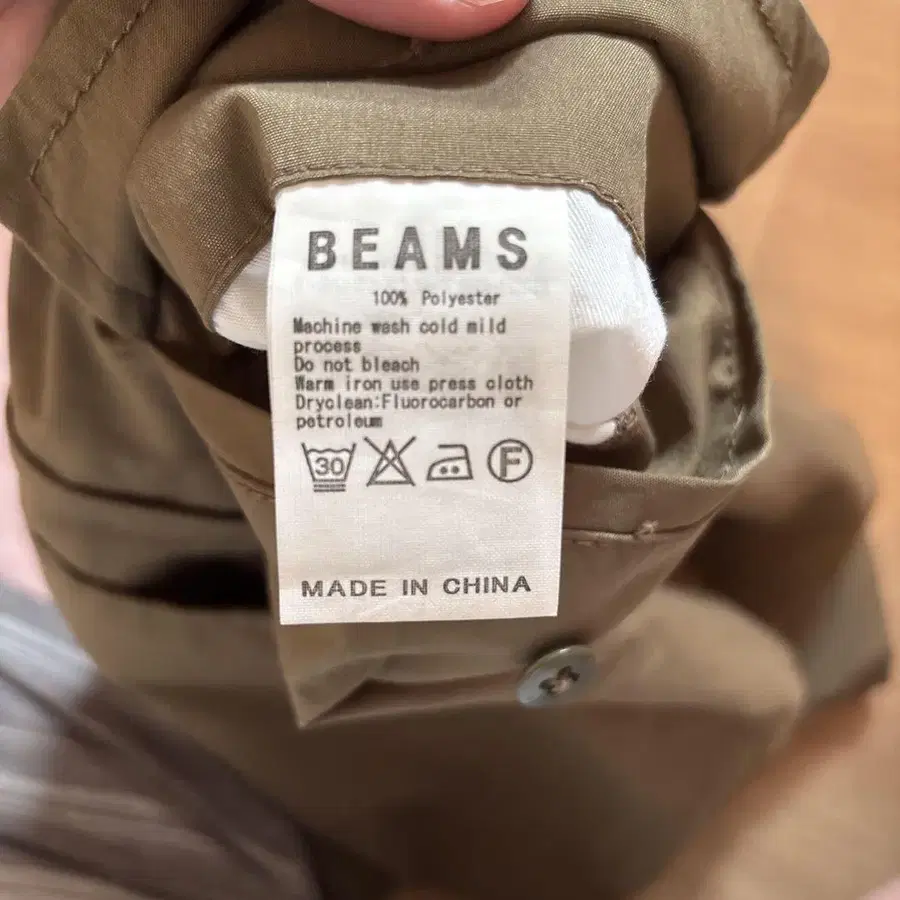 BEAMS
100% Polyester
Machine wash cold mild
process
Do not bleach
Warm iron use press cloth
Dryclean:Fluorocarbon or
petroleum
30
F
MADE IN CHINA